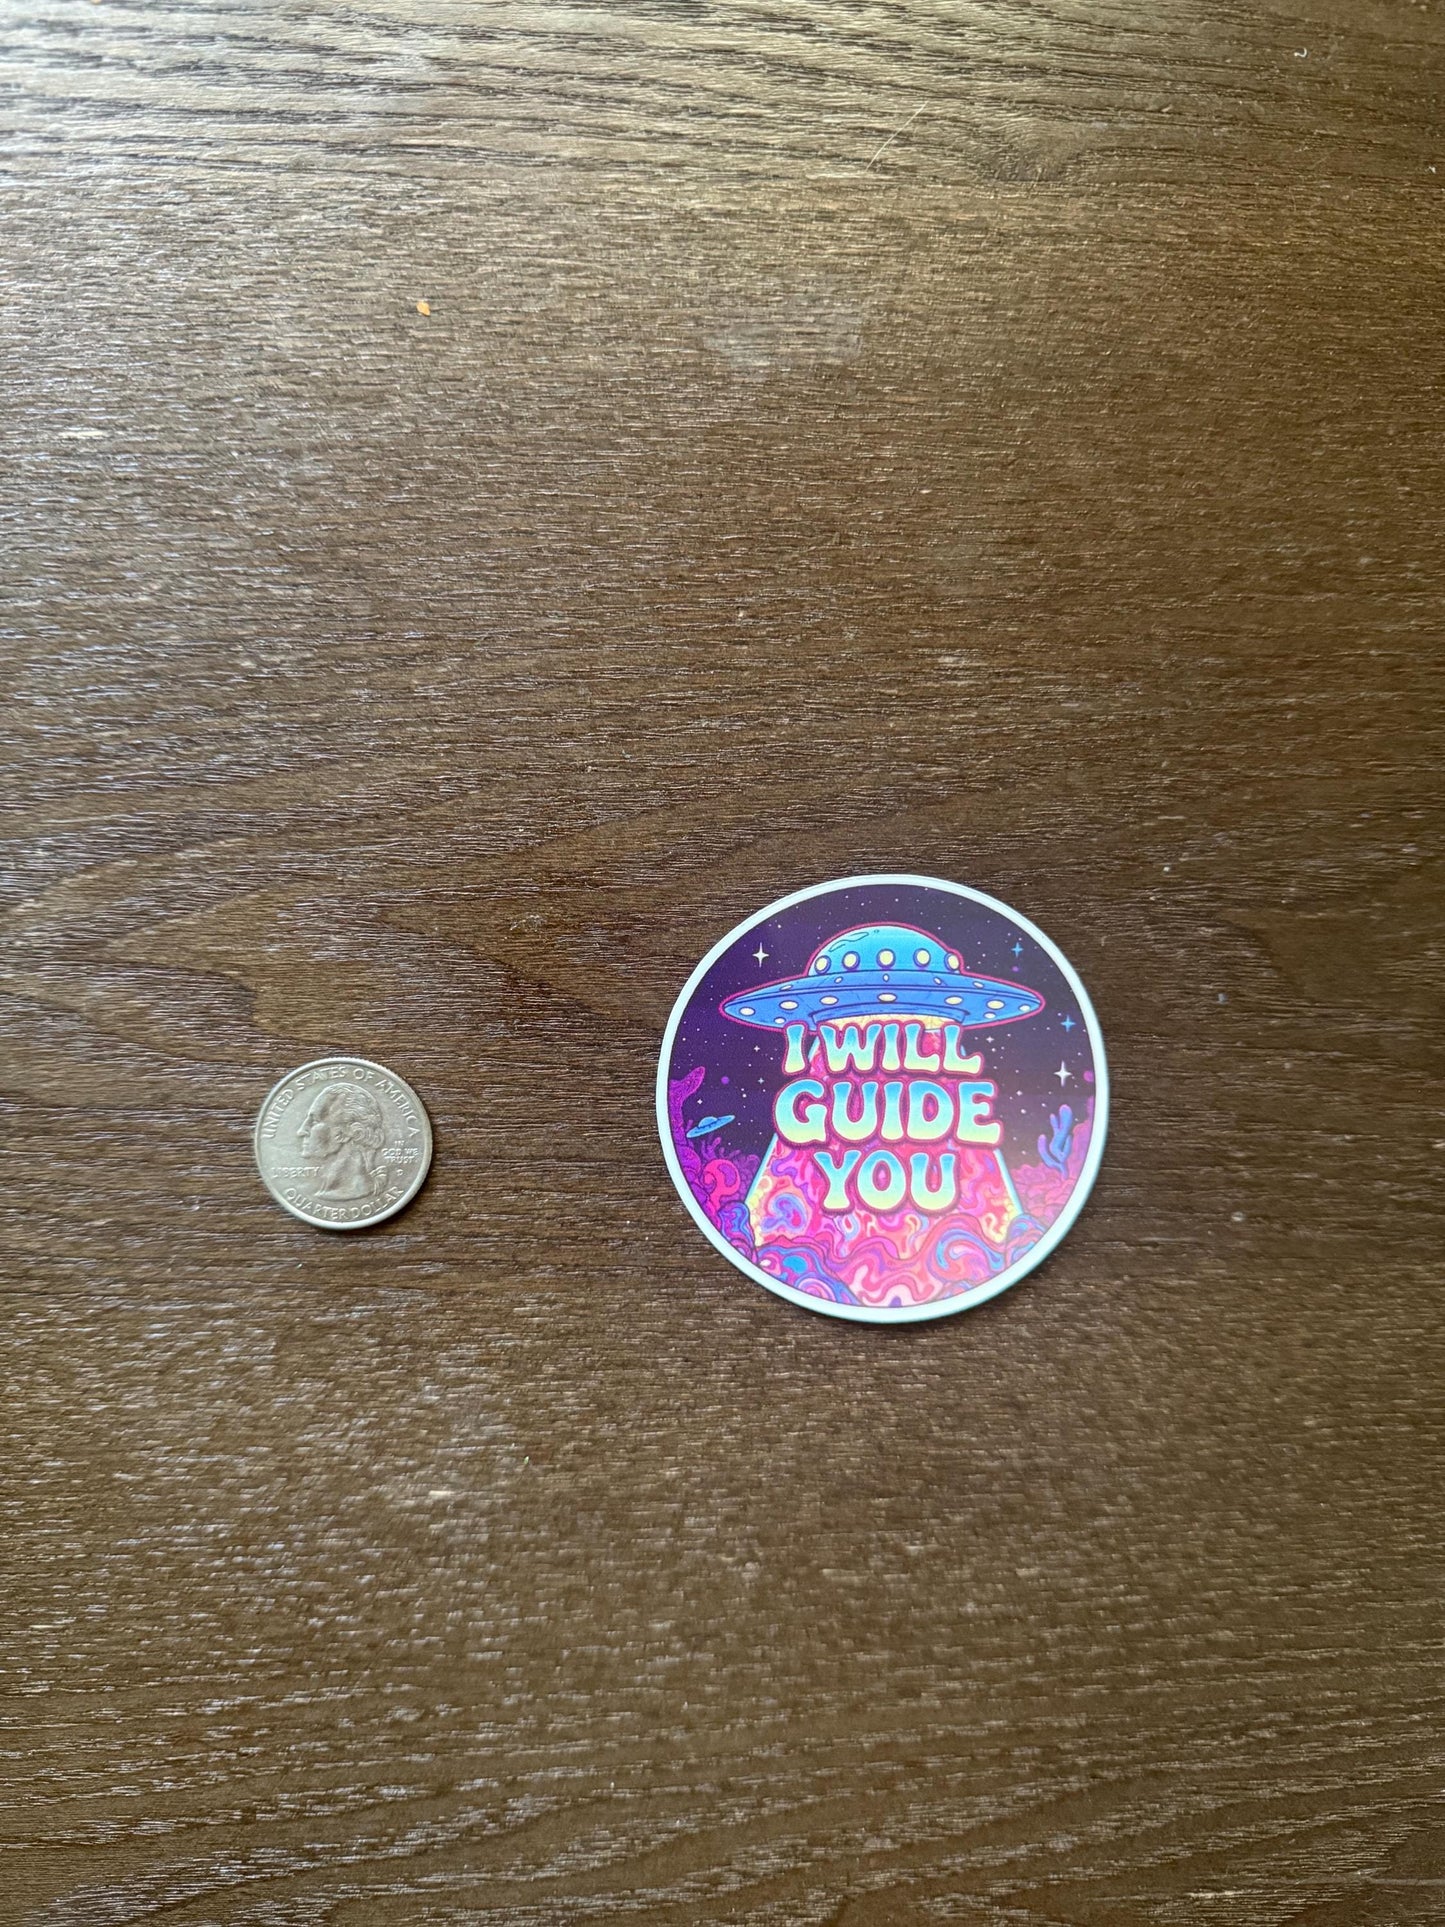 UNITED STATES OF AMERICA
LIBERTY
IN
GOD WE
TRUST
QUARTER DOLLAR
I WILL
GUIDE
YOU